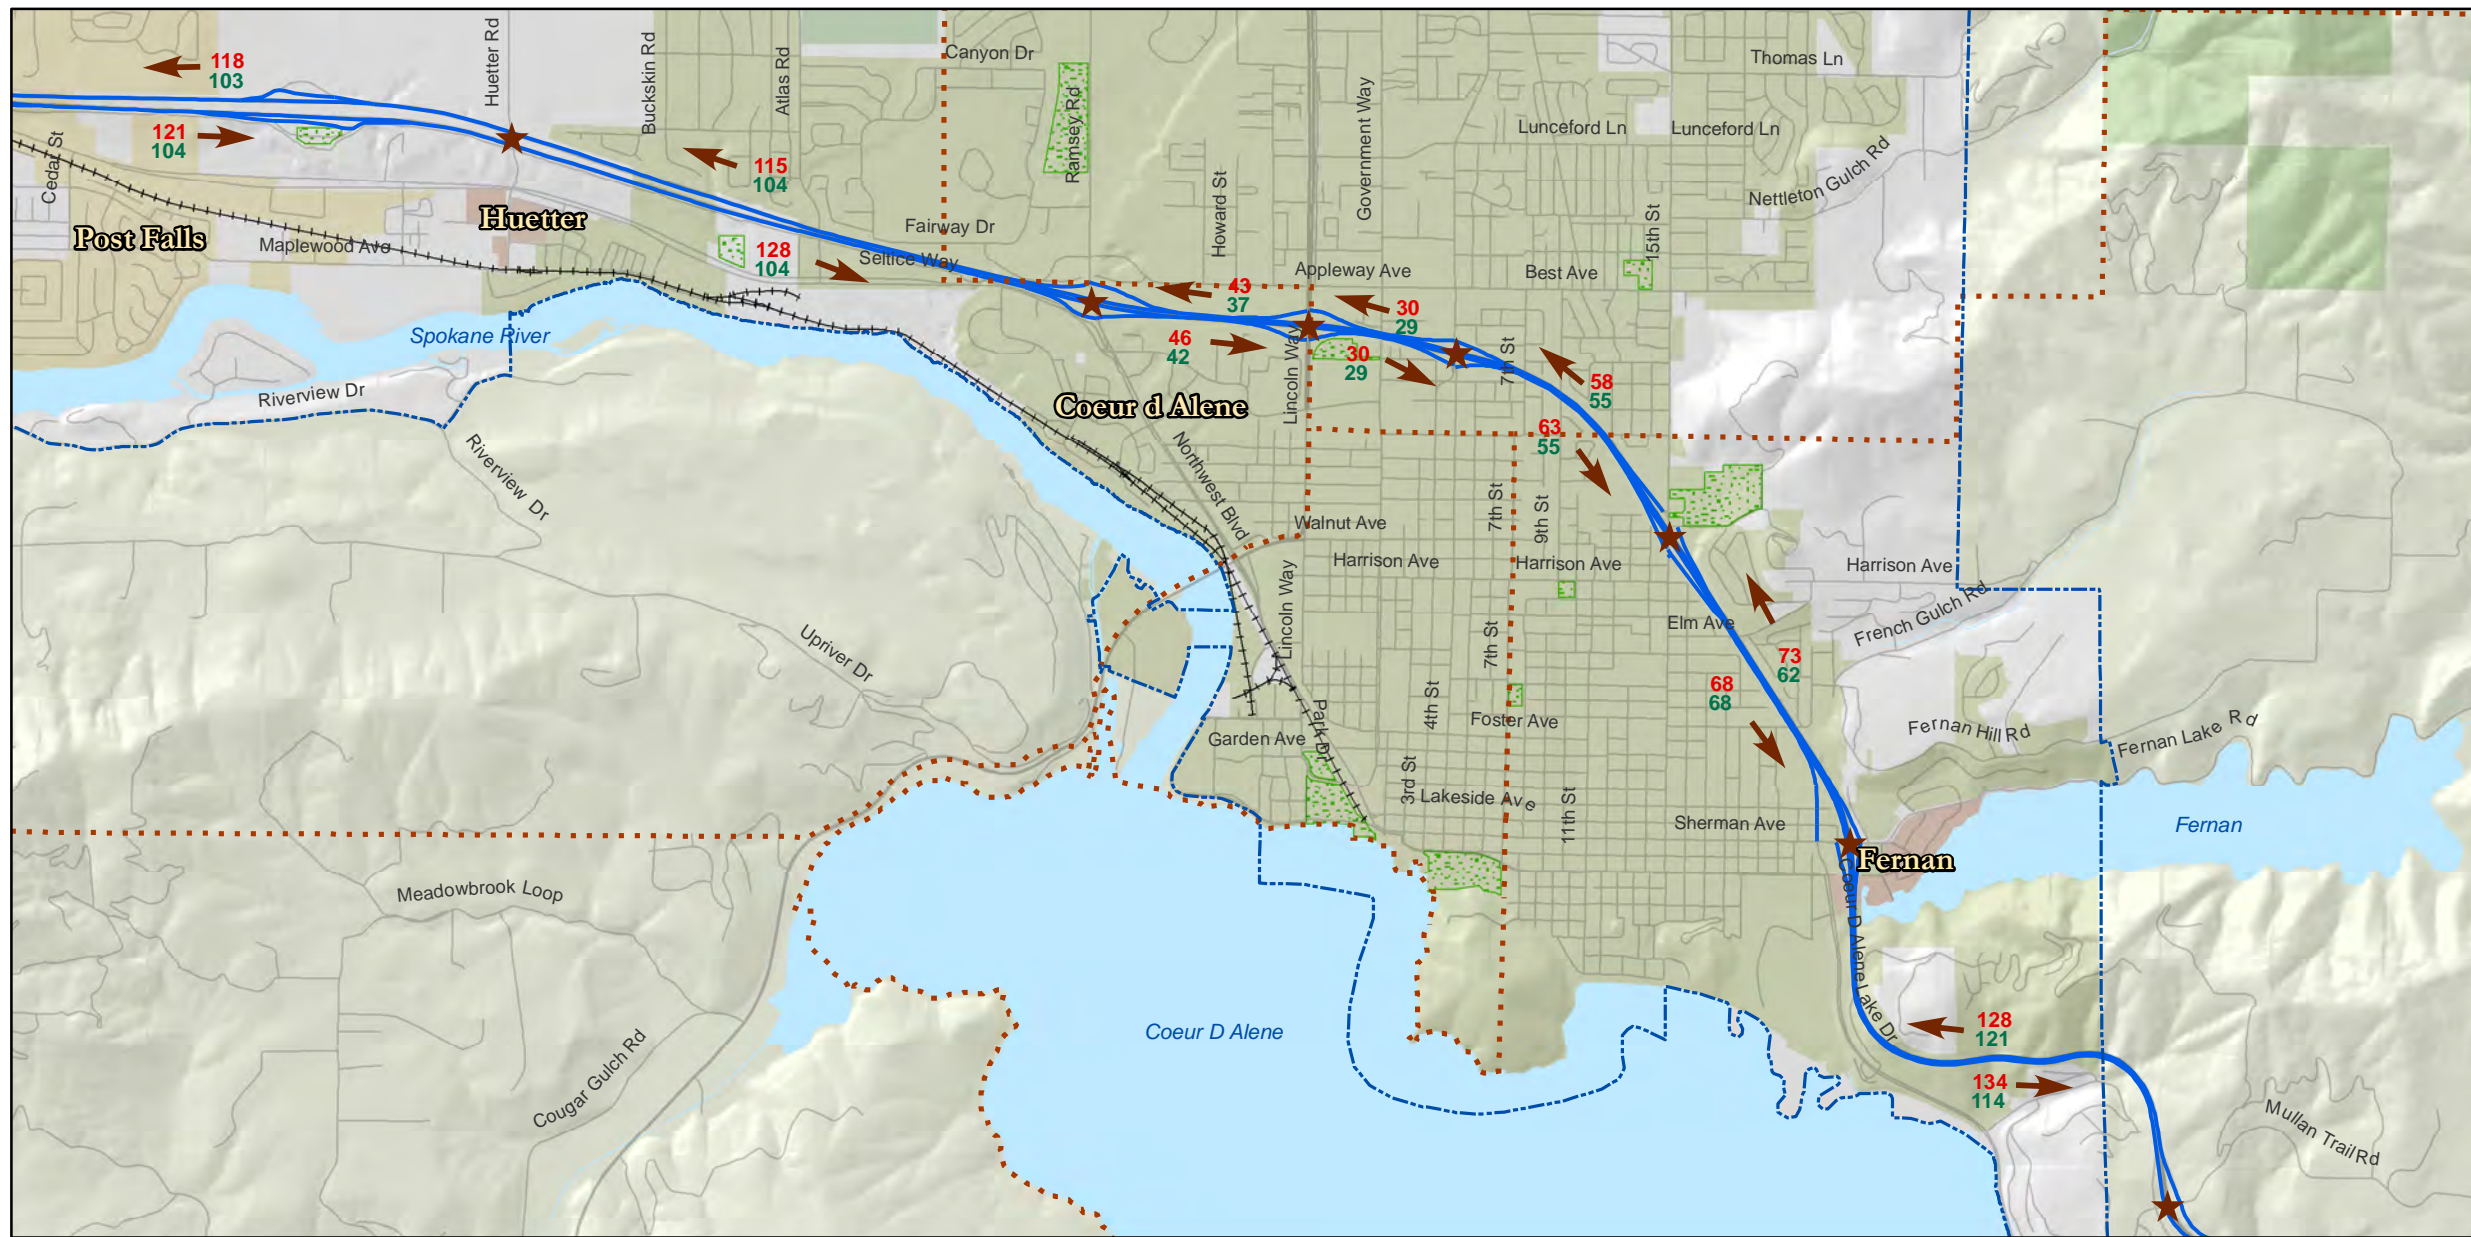 Huetter Rd
Buckskin Rd
Atlas Rd
Canyon Dr
Ramsey Rd
Government Way
Thomas Ln
118
103
121
104
Cedar St
115
104
Lunceford Ln
Lunceford Ln
Nettleton Gulch Rd
Post Falls
Huetter
Maplewood Ave
Fairway Dr
Howard St
15th St
128
104
Seltice Way
Appleway Ave
Best Ave
43
37
30
29
Spokane River
46
42
Lincoln Way
30
29
7th St
58
55
Riverview Dr
Coeur d Alene
63
55
Riverview Dr
Northwest Blvd
7th St
9th St
Walnut Ave
Harrison Ave
Harrison Ave
Harrison Ave
French Gulch Rd
Lincoln Way
Elm Ave
Upriver Dr
7th St
73
62
68
68
4th St
Foster Ave
Park Dr
Garden Ave
Fernan Hill Rd
Fernan Lake Rd
3rd St
Lakeside Ave
11th St
Sherman Ave
Fernan
Fernan
Meadowbrook Loop
Coeur D Alene Lake Dr
Coeur D Alene
128
121
Cougar Gulch Rd
134
114
Mullan Trail Rd